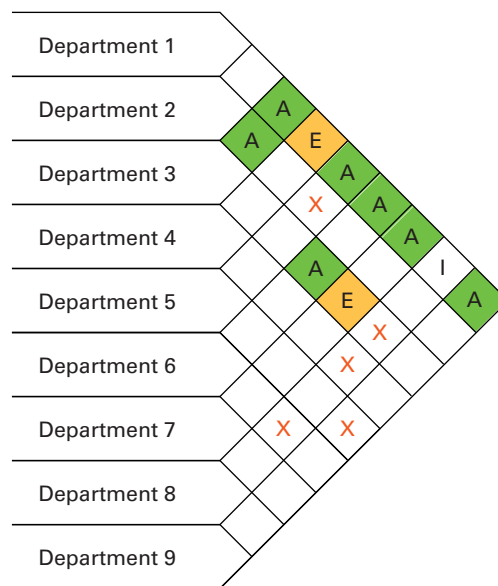 Department 1
Department 2
A
A
E
Department 3
A
X
A
Department 4
A
A
I
Department 5
E
A
X
Department 6
X
Department 7
X
X
Department 8
Department 9